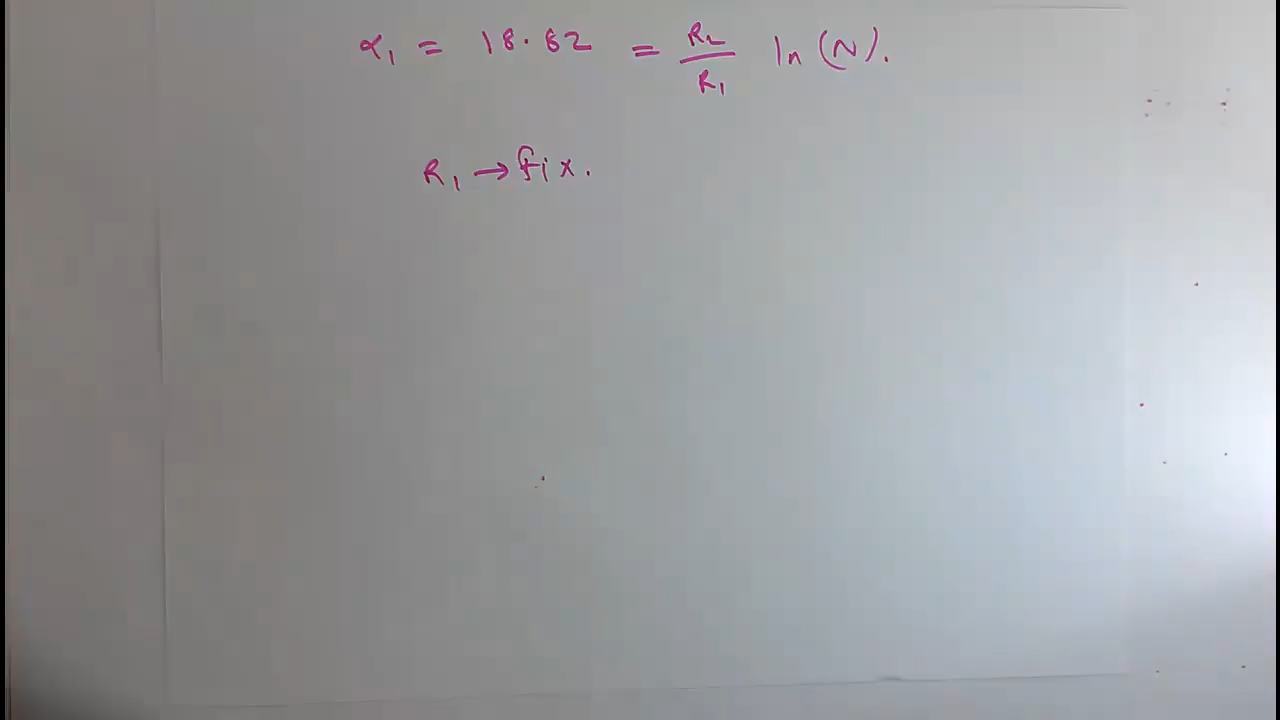 α₁ = 18.82 = R₂/R₁ ln (N).
R₁ → fix.